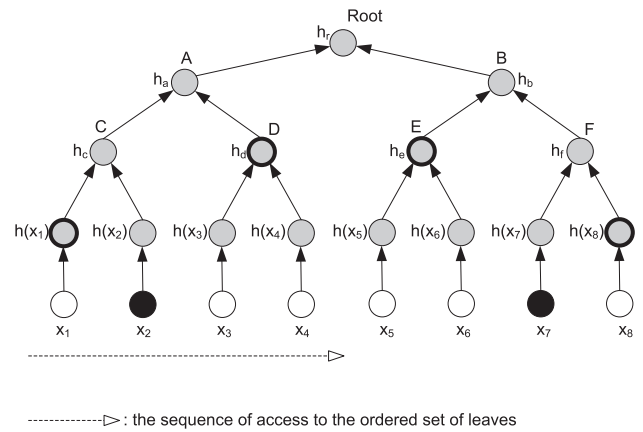 Root
hr
A
B
ha
hb
C
D
E
F
hc
hd
he
hf
h(x1)
h(x2)
h(x3)
h(x4)
h(x5)
h(x6)
h(x7)
h(x8)
x1
x2
x3
x4
x5
x6
x7
x8
: the sequence of access to the ordered set of leaves